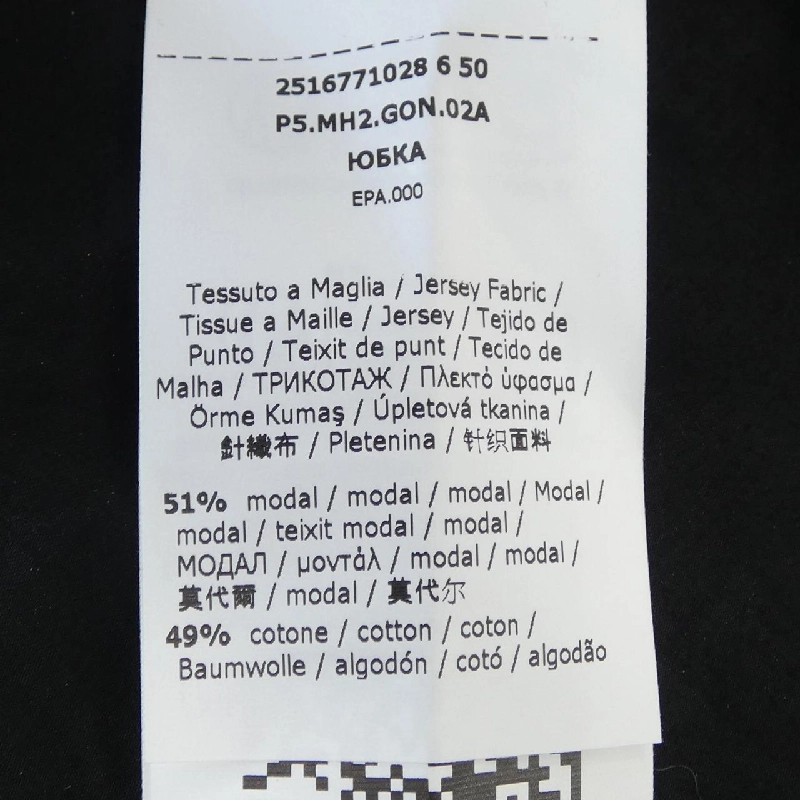 2516771028 6 50
P5.MH2.GON.02A
ЮБКА
EPA.000
Tessuto a Maglia / Jersey Fabric /
Tissue a Maille / Jersey / Tejido de
Punto / Teixit de punt / Tecido de
Malha / ТРИКОТАЖ / Πλεκτό ύφασμα /
Örme Kumaş / Úpletová tkanina /
針織布 / Pletenina / 针织面料
51% modal / modal / modal / Modal /
modal / teixit modal / modal /
МОДАЛ / μοντάλ / modal / modal /
莫代爾 / modal / 莫代尔
49% cotone / cotton / coton /
Baumwolle / algodón / cotó / algodão